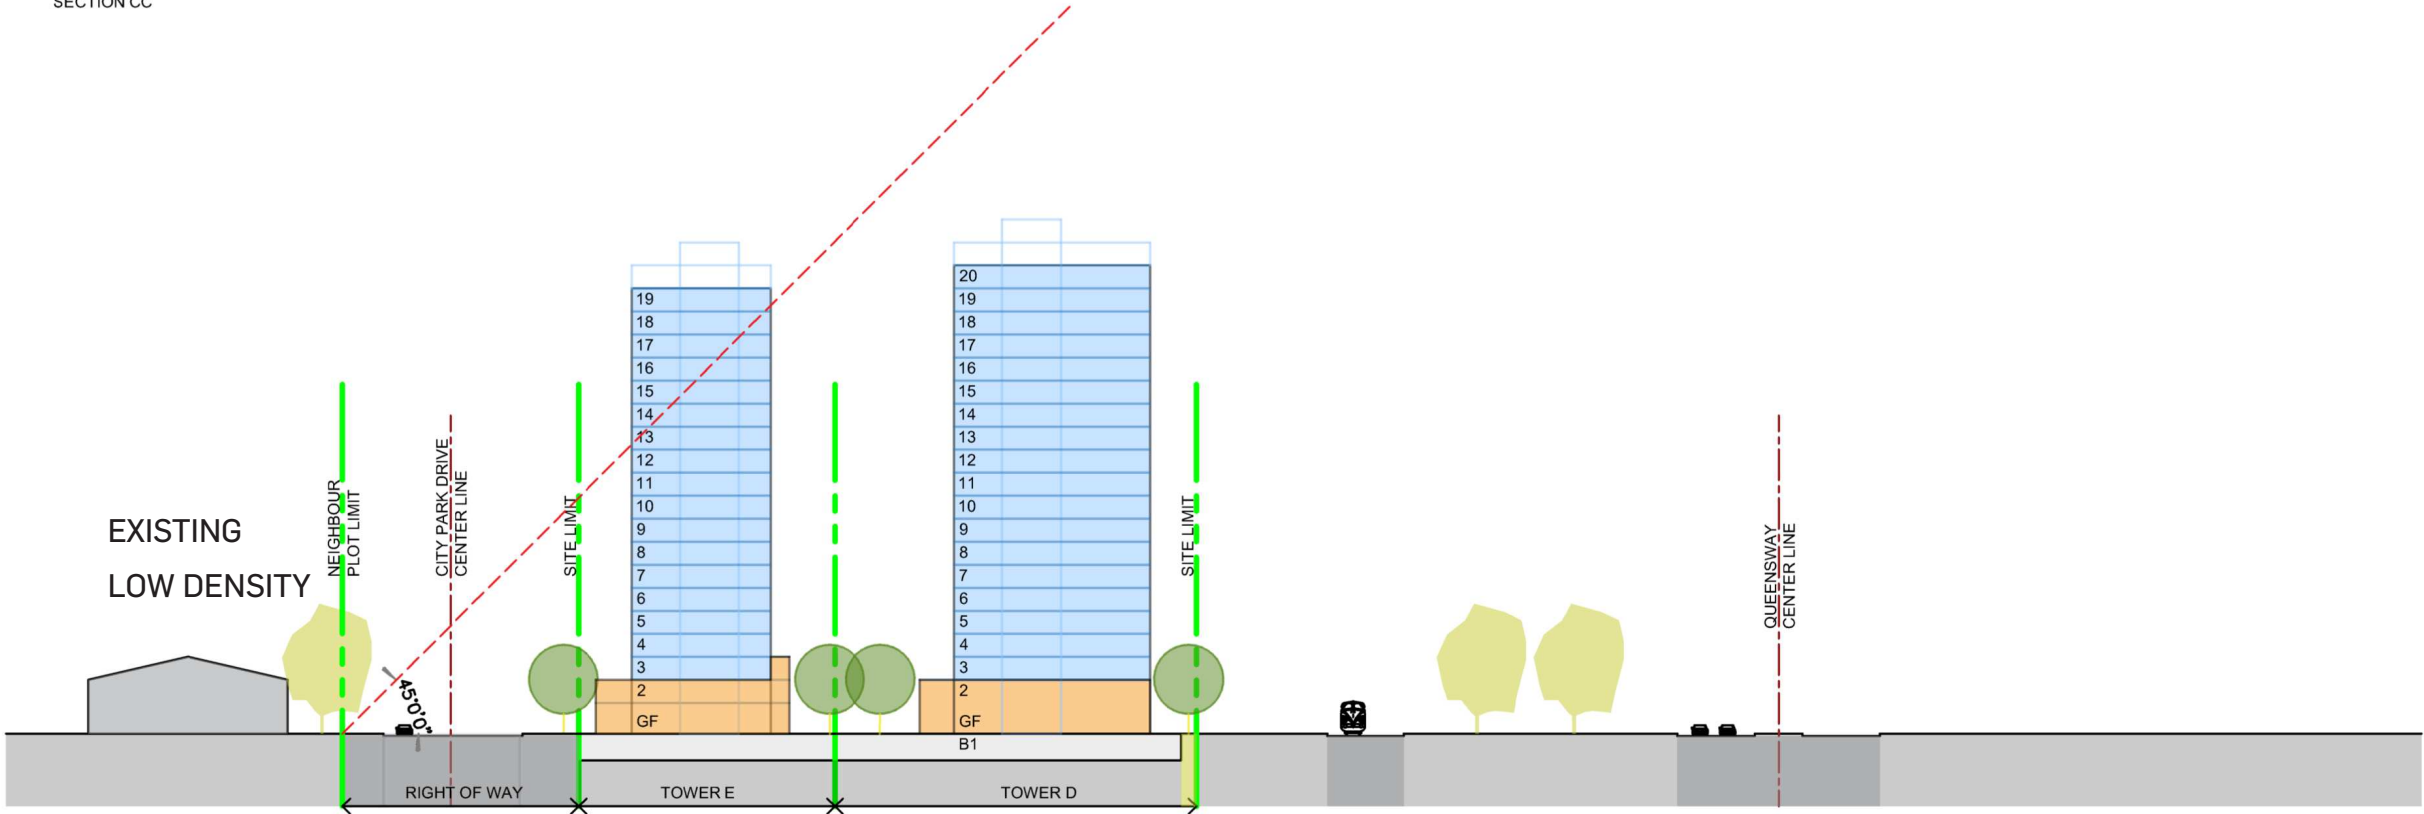 SECTION CC
EXISTING
LOW DENSITY
NEIGHBOUR
PLOT LIMIT
CITY PARK DRIVE
CENTER LINE
SITE LIMIT
45°0'0"
19
18
17
16
15
14
13
12
11
10
9
8
7
6
5
4
3
2
GF
20
19
18
17
16
15
14
13
12
11
10
9
8
7
6
5
4
3
2
GF
B1
SITE LIMIT
QUEENSWAY
CENTER LINE
RIGHT OF WAY
TOWER E
TOWER D